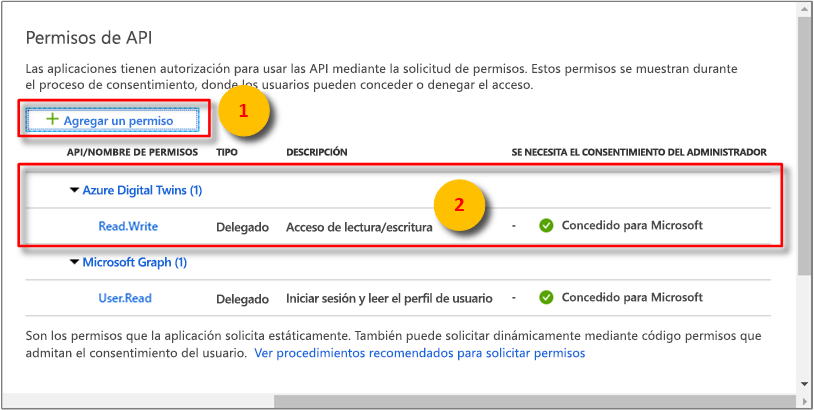 Permisos de API
Las aplicaciones tienen autorización para usar las API mediante la solicitud de permisos. Estos permisos se muestran durante
el proceso de consentimiento, donde los usuarios pueden conceder o denegar el acceso.
+ Agregar un permiso
1
API/NOMBRE DE PERMISOS TIPO DESCRIPCIÓN SE NECESITA EL CONSENTIMIENTO DEL ADMINISTRADOR
Azure Digital Twins (1)
2
Read.Write Delegado Acceso de lectura/escritura - Concedido para Microsoft
Microsoft Graph (1)
User.Read Delegado Iniciar sesión y leer el perfil de usuario - Concedido para Microsoft
Son los permisos que la aplicación solicita estáticamente. También puede solicitar dinámicamente mediante código permisos que
admitan el consentimiento del usuario. Ver procedimientos recomendados para solicitar permisos